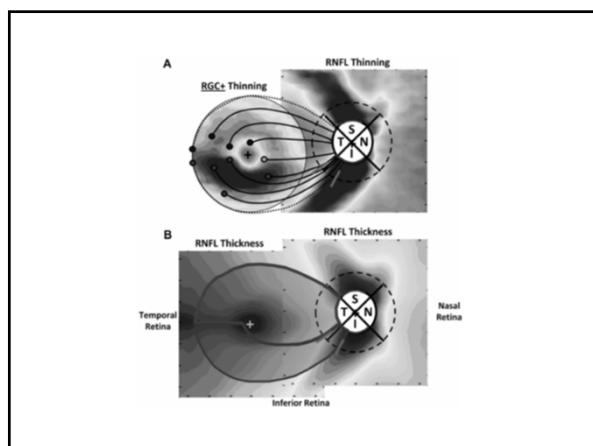 A
RNFL Thinning
RGC+ Thinning
S
T N
I
B
RNFL Thickness
RNFL Thickness
S
T N
I
Temporal
Retina
Nasal
Retina
Inferior Retina